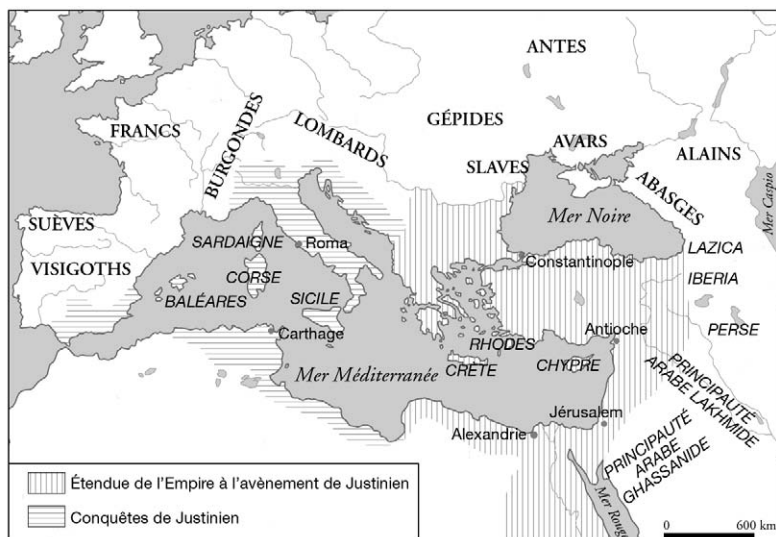 ANTES
FRANCS
BURGONDES
LOMBARDS
GÉPIDES
AVARS
SLAVES
ALAINS
ABASGES
Mer Caspio
SUÈVES
VISIGOTHS
SARDAIGNE
Roma
Mer Noire
LAZICA
Constantinople
IBERIA
CORSE
BALÉARES
SICILE
PERSE
Carthage
RHODES
Antioche
CRÈTE
CHYPRE
Mer Méditerranée
PRINCIPAUTÉ
ARABE LAKHMIDE
Jérusalem
Alexandrie
PRINCIPAUTÉ
ARABE
GHASSANIDE
Mer Rouge
Étendue de l’Empire à l’avènement de Justinien
Conquêtes de Justinien
0 600 km